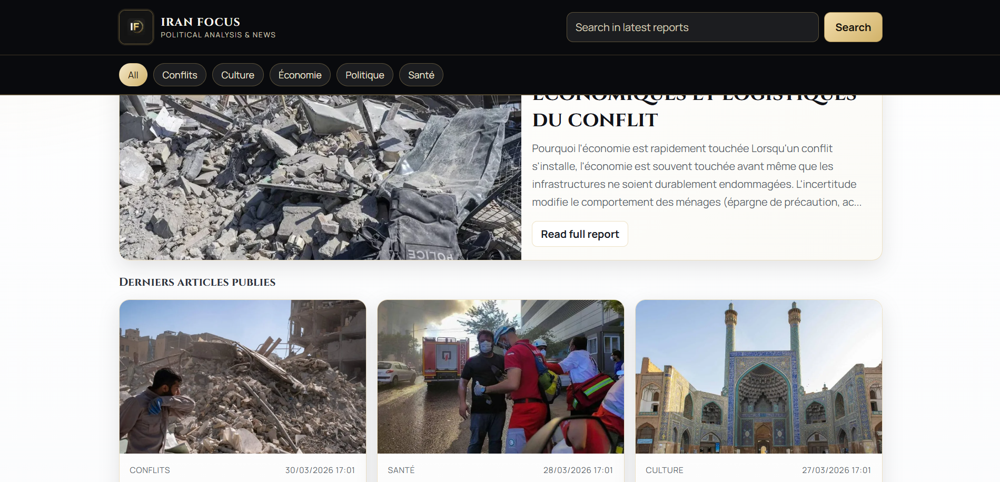 IF
IRAN FOCUS
POLITICAL ANALYSIS & NEWS
Search in latest reports
Search
All
Conflits
Culture
Économie
Politique
Santé
ÉCONOMIQUES ET LOGISTIQUES
DU CONFLIT
Pourquoi l'économie est rapidement touchée Lorsqu'un conflit
s'installe, l'économie est souvent touchée avant même que les
infrastructures ne soient durablement endommagées. L'incertitude
modifie le comportement des ménages (épargne de précaution, ac...
Read full report
POLICE
DERNIERS ARTICLES PUBLIES
1125
CONFLITS
30/03/2026 17:01
SANTÉ
28/03/2026 17:01
CULTURE
27/03/2026 17:01